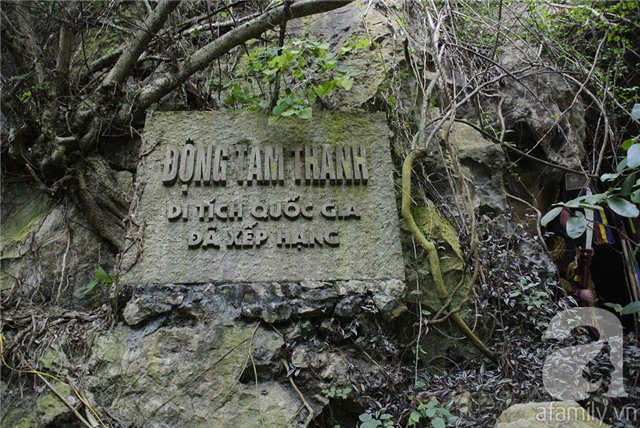 ĐỘNG TAM THANH
DI TÍCH QUỐC GIA
ĐÃ XẾP HẠNG
a
afamily.vn